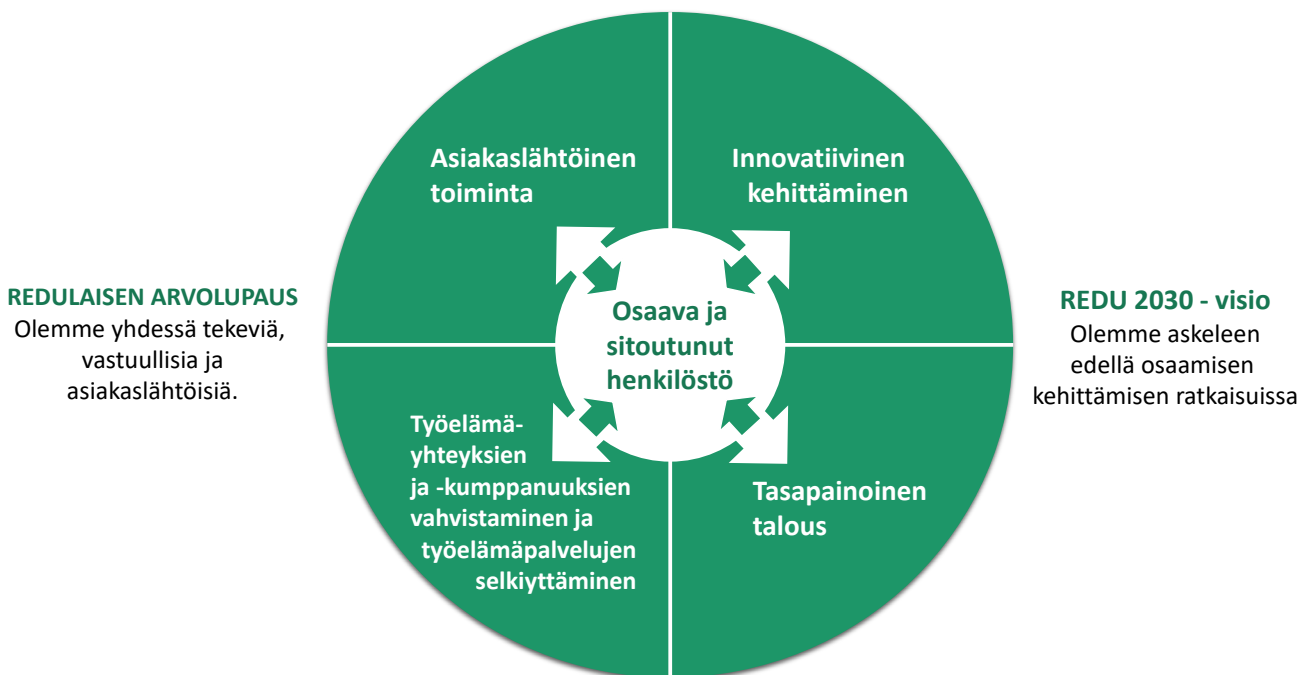 Asiakaslähtöinen
toiminta
Innovatiivinen
kehittäminen
REDULAISEN ARVOLUPAUS
Olemme yhdessä tekeviä,
vastuullisia ja
asiakaslähtöisiä.
Osaava ja
sitoutunut
henkilöstö
REDU 2030 - visio
Olemme askeleen
edellä osaamisen
kehittämisen ratkaisuissa
Työelämä-
yhteyksien
ja -kumppanuuksien
vahvistaminen ja
työelämäpalvelujen
selkiyttäminen
Tasapainoinen
talous